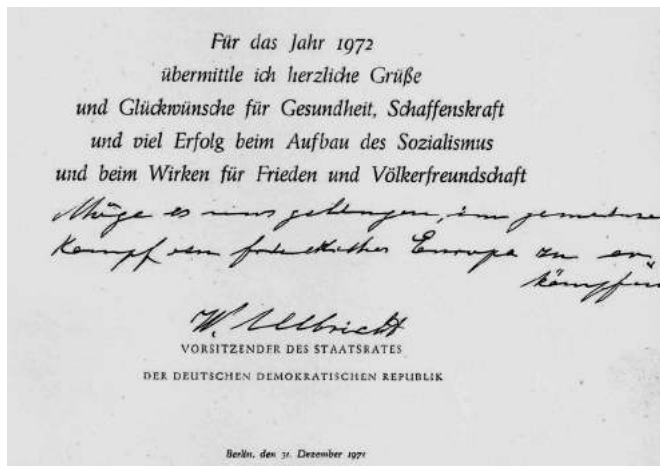 Für das Jahr 1972
übermittle ich herzliche Grüße
und Glückwünsche für Gesundheit, Schaffenskraft
und viel Erfolg beim Aufbau des Sozialismus
und beim Wirken für Frieden und Völkerfreundschaft
Möge es uns gelingen, im
Kampf ein Europa zu er-
kämpfen
W. Ulbricht
VORSITZENDER DES STAATSRATES
DER DEUTSCHEN DEMOKRATISCHEN REPUBLIK
Berlin, den 31. Dezember 1971